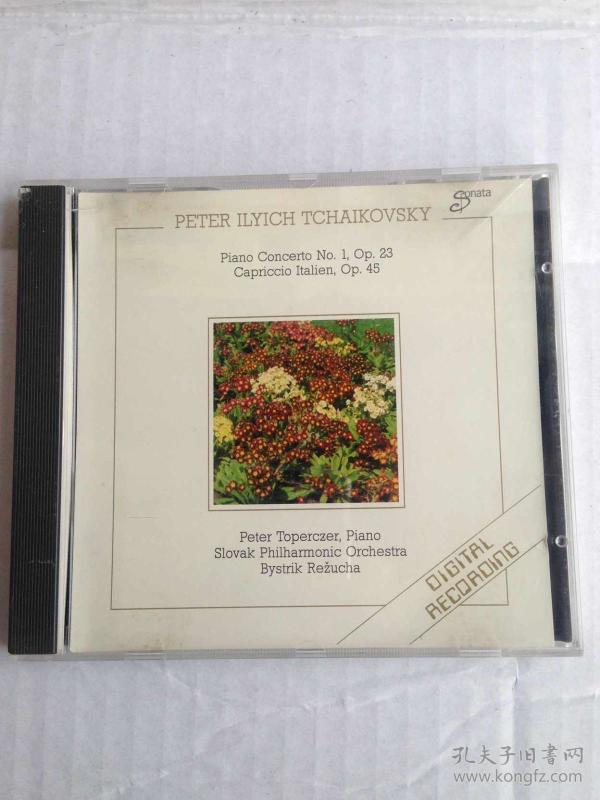 Sonata
PETER ILYICH TCHAIKOVSKY
Piano Concerto No. 1, Op. 23
Capriccio Italien, Op. 45
Peter Toperczer, Piano
Slovak Philharmonic Orchestra
Bystrik Režucha
DIGITAL
RECORDING
孔夫子旧书网
www.kongfz.com